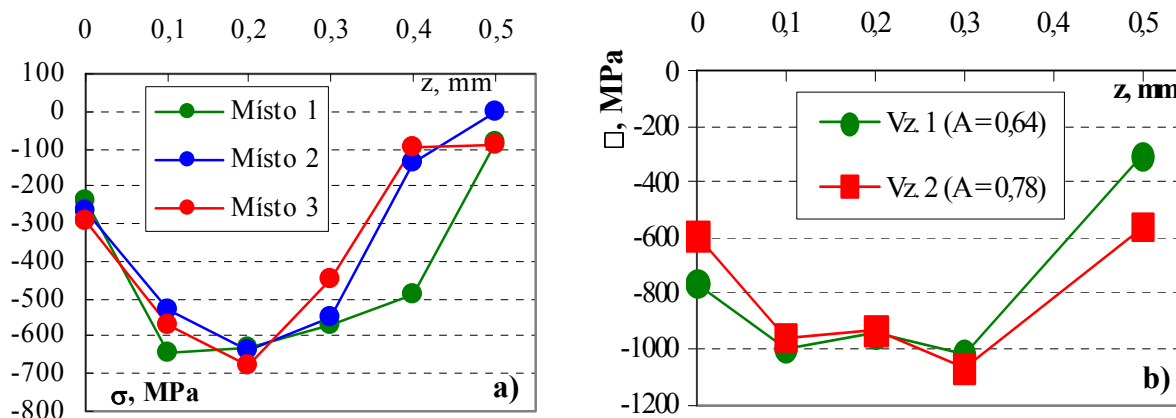 0 0,1 0,2 0,3 0,4 0,5
z, mm
100
0
-100
-200
-300
-400
-500
-600
-700
-800
Místo 1
Místo 2
Místo 3
σ, MPa
a)
0 0,1 0,2 0,3 0,4 0,5
z, mm
□, MPa
0
-200
-400
-600
-800
-1000
-1200
Vz. 1 (A=0,64)
Vz. 2 (A=0,78)
b)